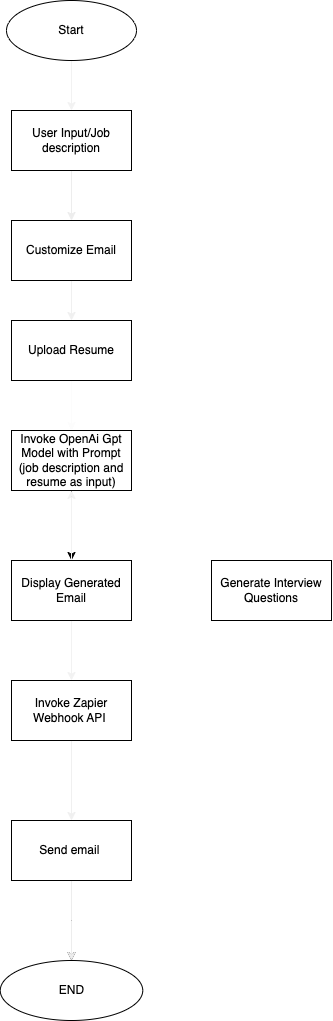 Start
User Input/Job
description
Customize Email
Upload Resume
Invoke OpenAi Gpt
Model with Prompt
(job description and
resume as input)
Display Generated
Email
Generate Interview
Questions
Invoke Zapier
Webhook API
Send email
END